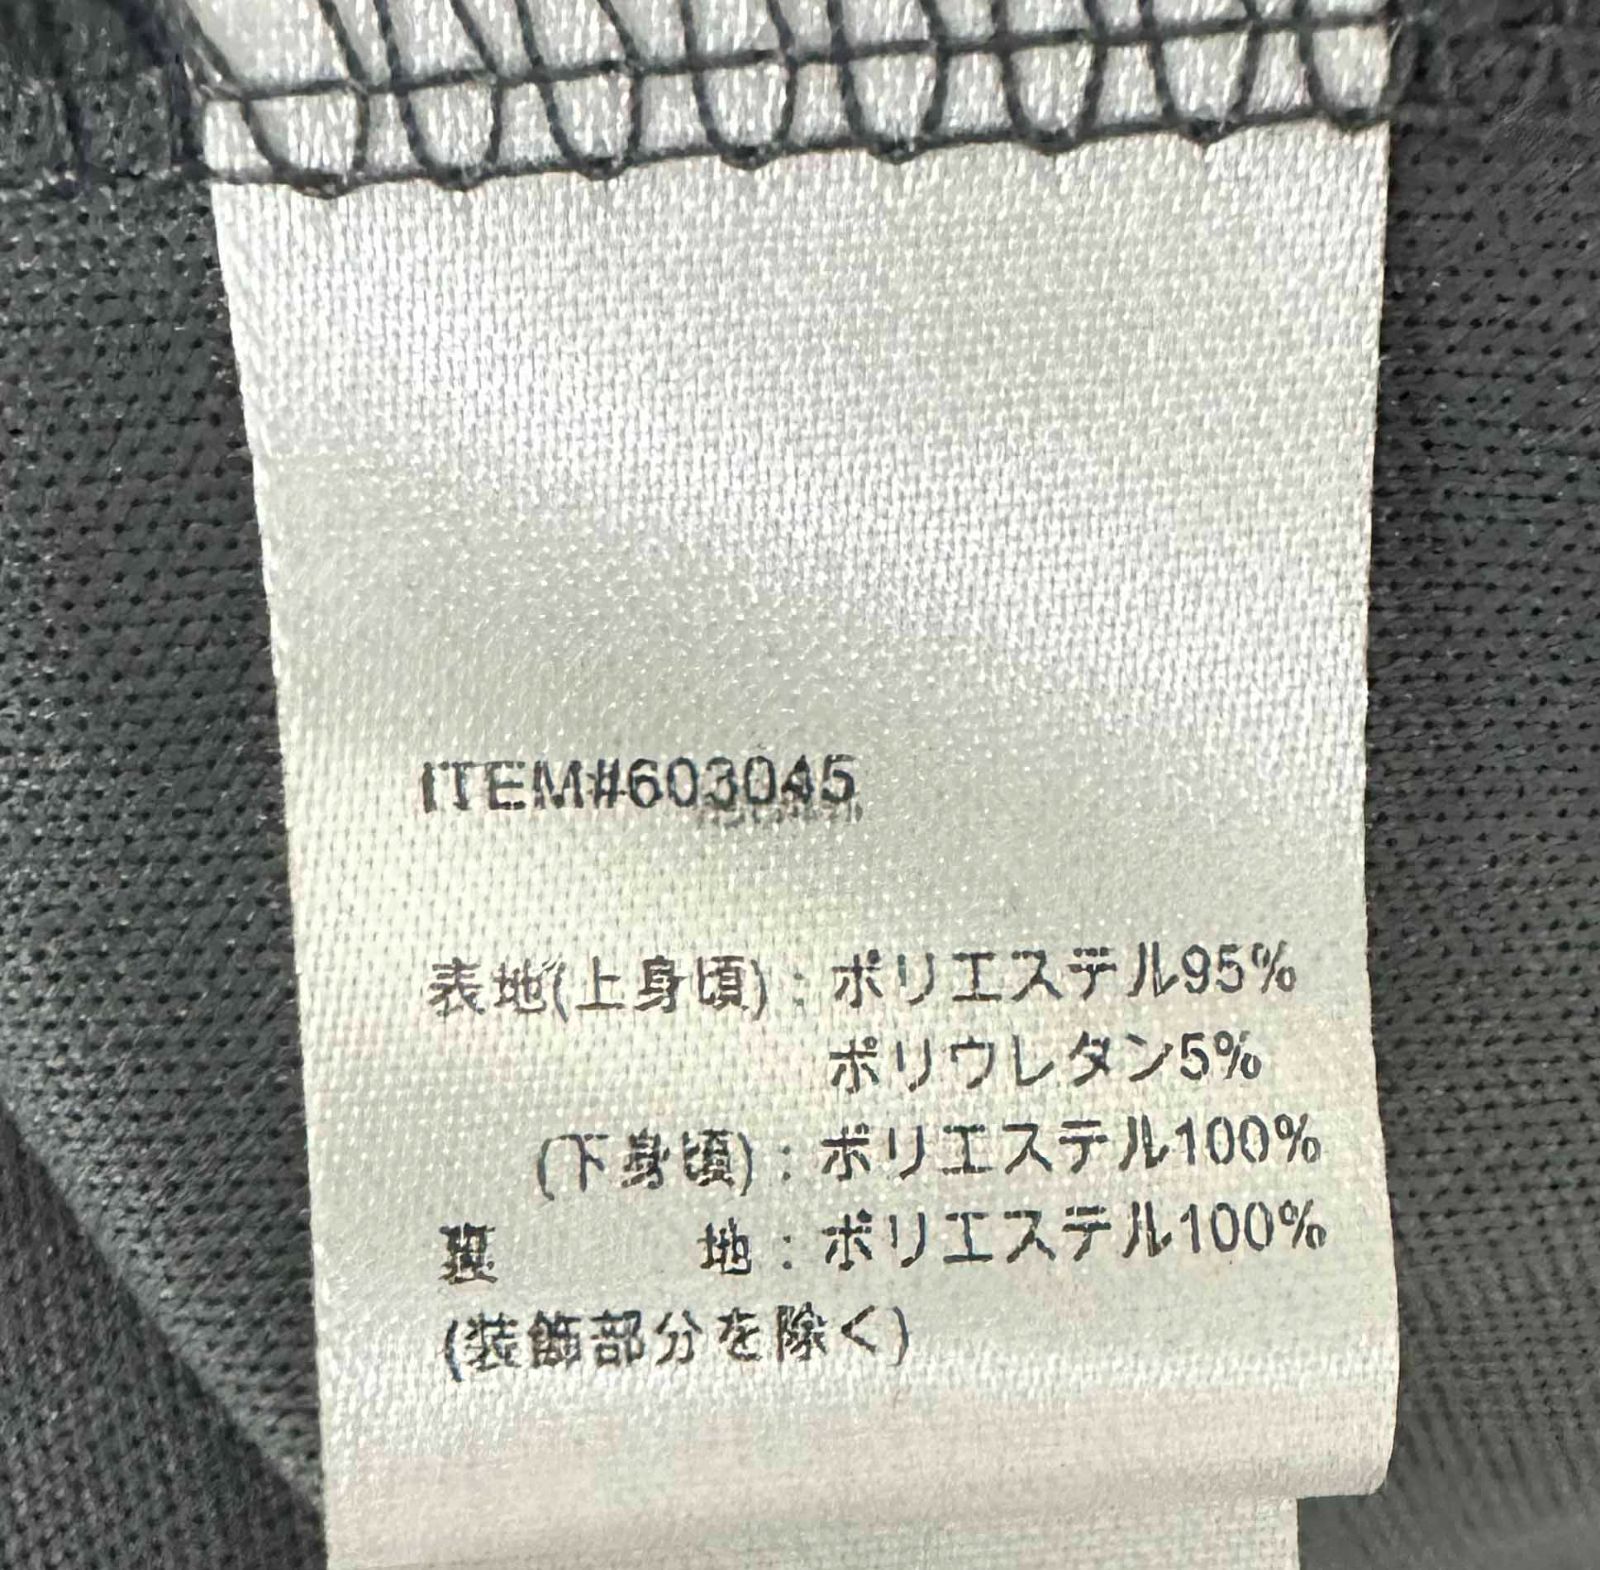 ITEM#603045
表地(上身頃):ポリエステル95%
ポリウレタン5%
(下身頃):ポリエステル100%
裏 地:ポリエステル100%
(装飾部分を除く)